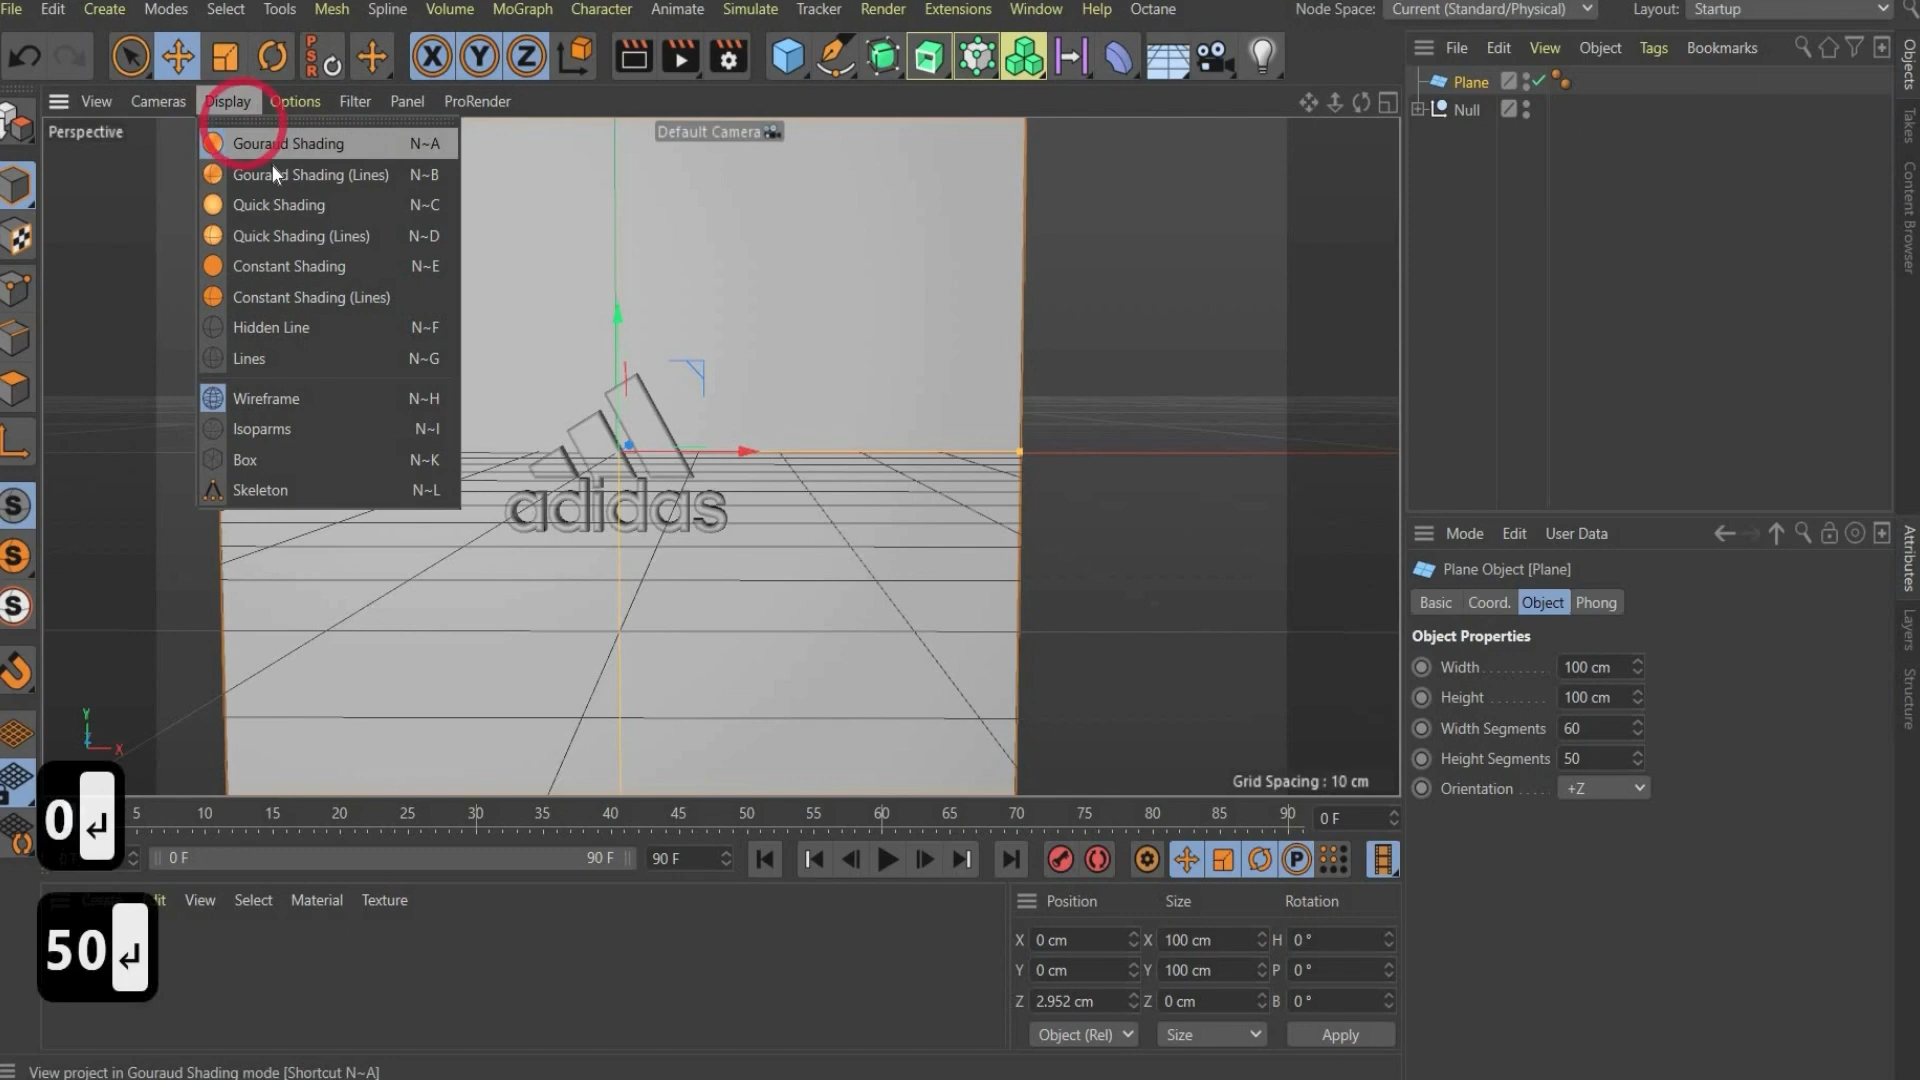 File Edit Create Modes Select Tools Mesh Spline Volume MoGraph Character Animate Simulate Tracker Render Extensions Window Help Octane Node Space: Current (Standard/Physical) Layout: Startup
PSR X Y Z
File Edit View Object Tags Bookmarks
View Cameras Display Options Filter Panel ProRender
Plane
Null
Objects
Takes
Content Browser
Perspective
Default Camera
Gouraud Shading N~A
Gouraud Shading (Lines) N~B
Quick Shading N~C
Quick Shading (Lines) N~D
Constant Shading N~E
Constant Shading (Lines)
Hidden Line N~F
Lines N~G
Wireframe N~H
Isoparms N~I
Box N~K
Skeleton N~L
adidas
S
S
S
Y
Z
X
Grid Spacing : 10 cm
Mode Edit User Data
Plane Object [Plane]
Basic Coord. Object Phong
Object Properties
Width 100 cm
Height 100 cm
Width Segments 60
Height Segments 50
Orientation +Z
Attributes
Layers
Structure
0
5 10 15 20 25 30 35 40 45 50 55 60 65 70 75 80 85 90 0 F
0 F 90 F 90 F
P
50
View Select Material Texture
Position Size Rotation
X 0 cm X 100 cm H 0 °
Y 0 cm Y 100 cm P 0 °
Z 2.952 cm Z 0 cm B 0 °
Object (Rel) Size Apply
View project in Gouraud Shading mode [Shortcut N~A]